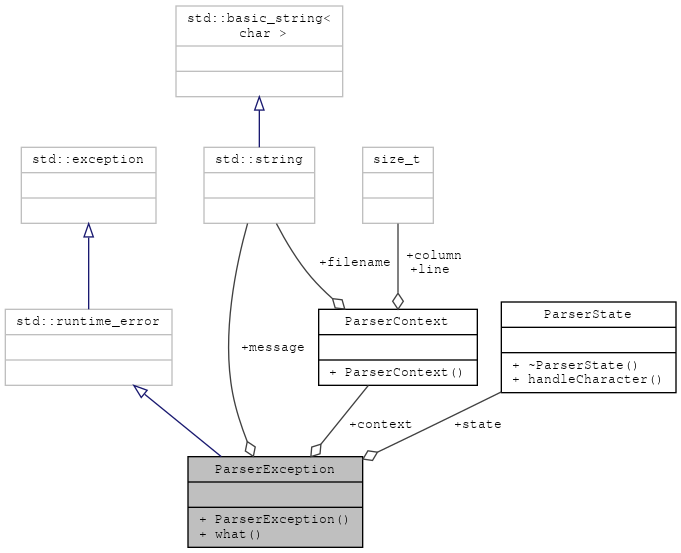 std::basic_string<
char >
std::exception
std::string
size_t
+filename
+column
+line
std::runtime_error
ParserContext
+ ParserContext()
ParserState
+ ~ParserState()
+ handleCharacter()
+message
+context
+state
ParserException
+ ParserException()
+ what()